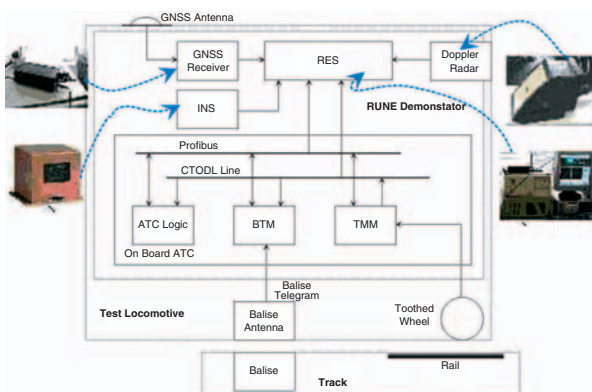 GNSS Antenna
GNSS
Receiver
RES
Doppler
Radar
INS
RUNE Demonstator
Profibus
CTODL Line
ATC Logic
BTM
TMM
On Board ATC
Balise
Telegram
Test Locomotive
Balise
Antenna
Toothed
Wheel
Balise
Rail
Track